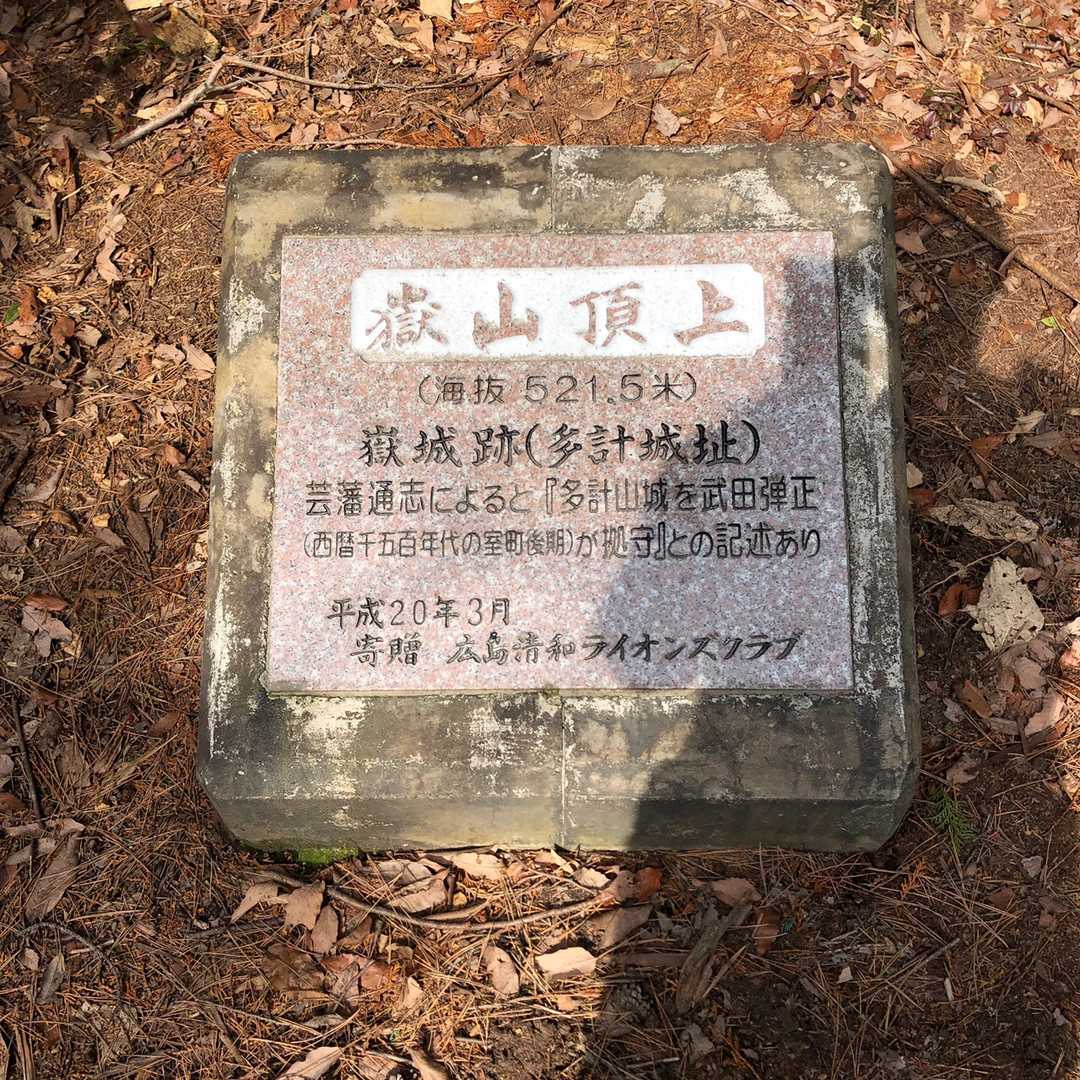 嶽山頂上
(海抜 521.5米)
嶽城跡(多計城址)
芸藩通志によると『多計山城を武田弾正
(西暦千五百年代の室町後期)が拠守』との記述あり
平成20年3月
寄贈 広島清和ライオンズクラブ